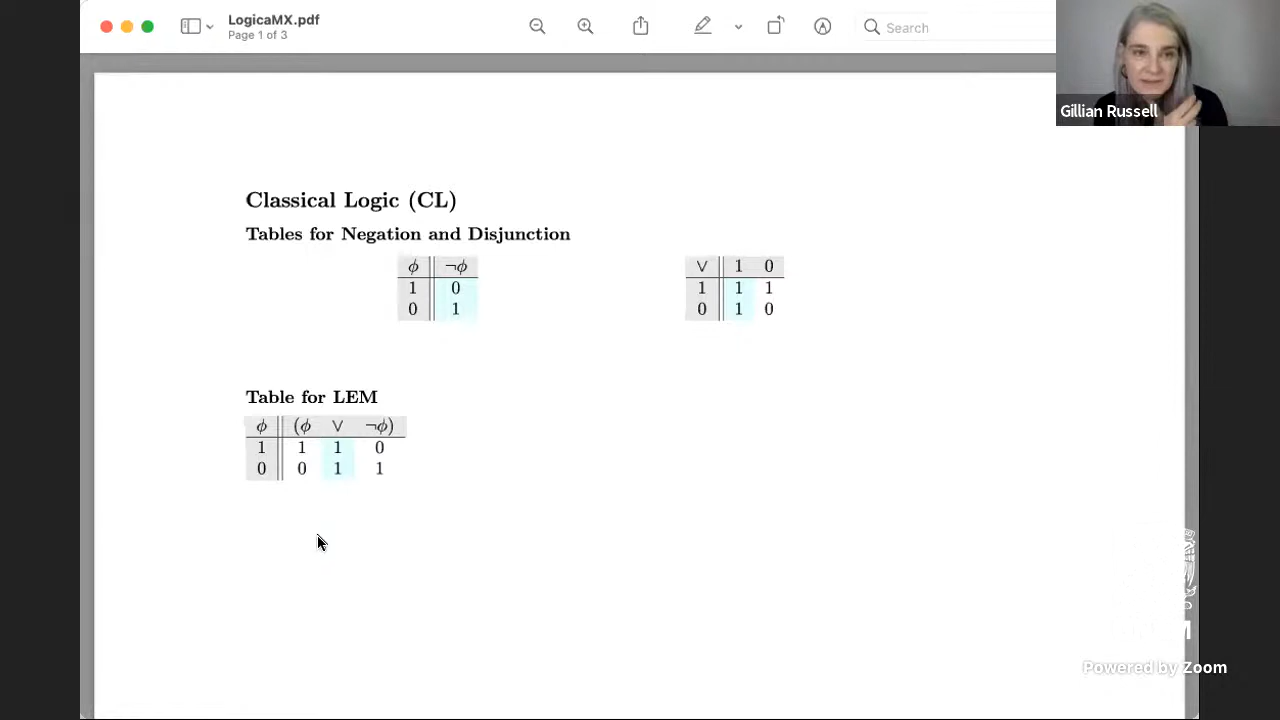 LogicaMX.pdf
Page 1 of 3
Search
Gillian Russell
Classical Logic (CL)
Tables for Negation and Disjunction
ϕ ¬ϕ
1 0
0 1
∨ 1 0
1 1 1
0 1 0
Table for LEM
ϕ (ϕ ∨ ¬ϕ)
1 1 1 0
0 0 1 1
Powered by Zoom